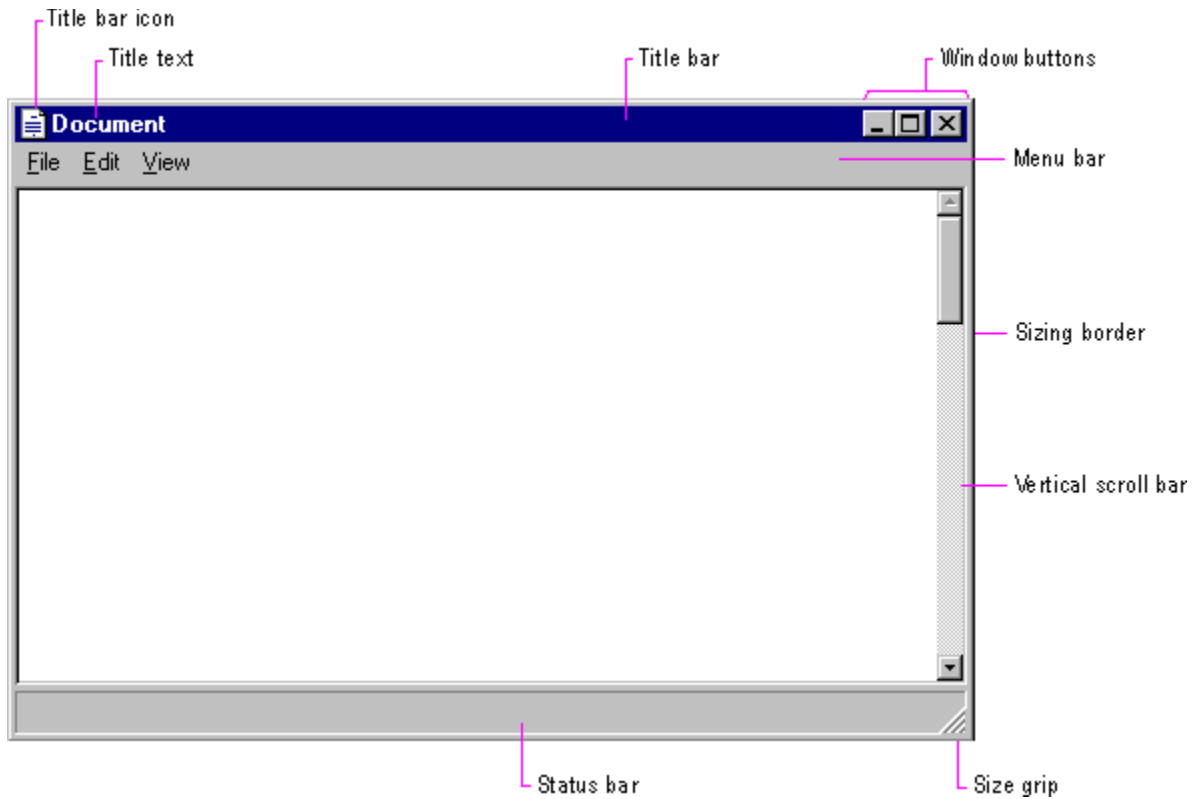 Title bar icon
Title text
Title bar
Window buttons
Document
File Edit View
Menu bar
Sizing border
Vertical scroll bar
Status bar
Size grip